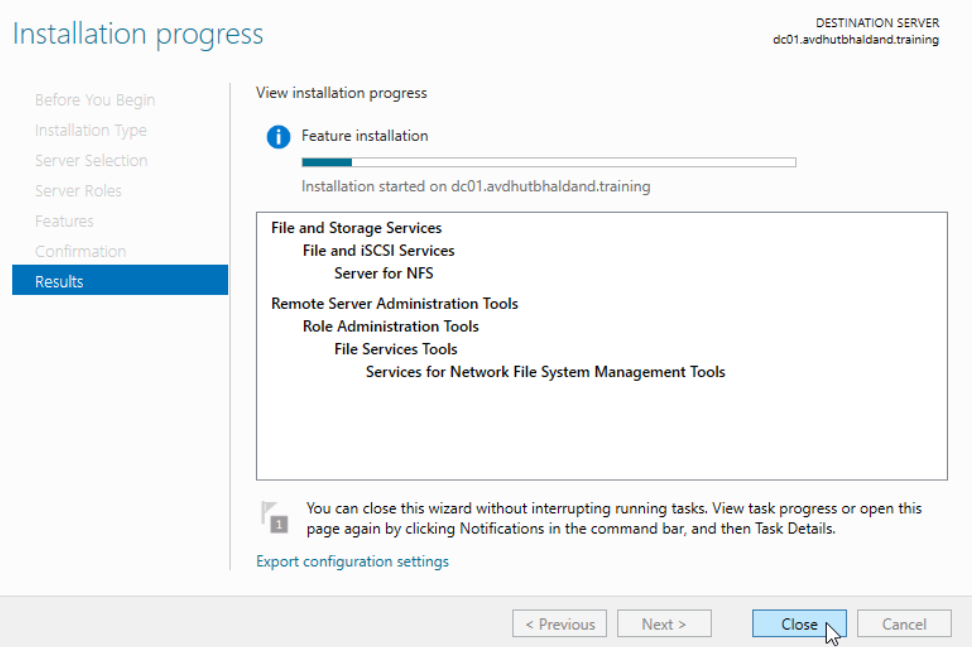 Installation progress
DESTINATION SERVER
dc01.avdhutbhaldand.training
Before You Begin
Installation Type
Server Selection
Server Roles
Features
Confirmation
Results
View installation progress
Feature installation
Installation started on dc01.avdhutbhaldand.training
File and Storage Services
File and iSCSI Services
Server for NFS
Remote Server Administration Tools
Role Administration Tools
File Services Tools
Services for Network File System Management Tools
1
You can close this wizard without interrupting running tasks. View task progress or open this
page again by clicking Notifications in the command bar, and then Task Details.
Export configuration settings
< Previous
Next >
Close
Cancel